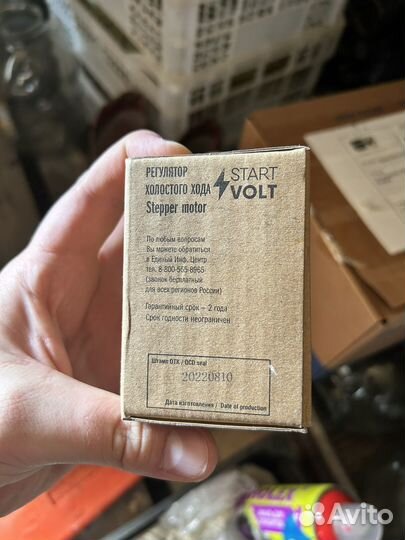 РЕГУЛЯТОР
ХОЛОСТОГО ХОДА
Stepper motor
START
VOLT
По любым вопросам
Вы можете обратиться
в Единый Инф. Центр
тел. 8-800-555-8965
(звонок бесплатный
для всех регионов России)
Гарантийный срок – 2 года
Срок годности неограничен
Штамп ОТК / QCD seal
20220810
Дата изготовления / Date of production
Avito